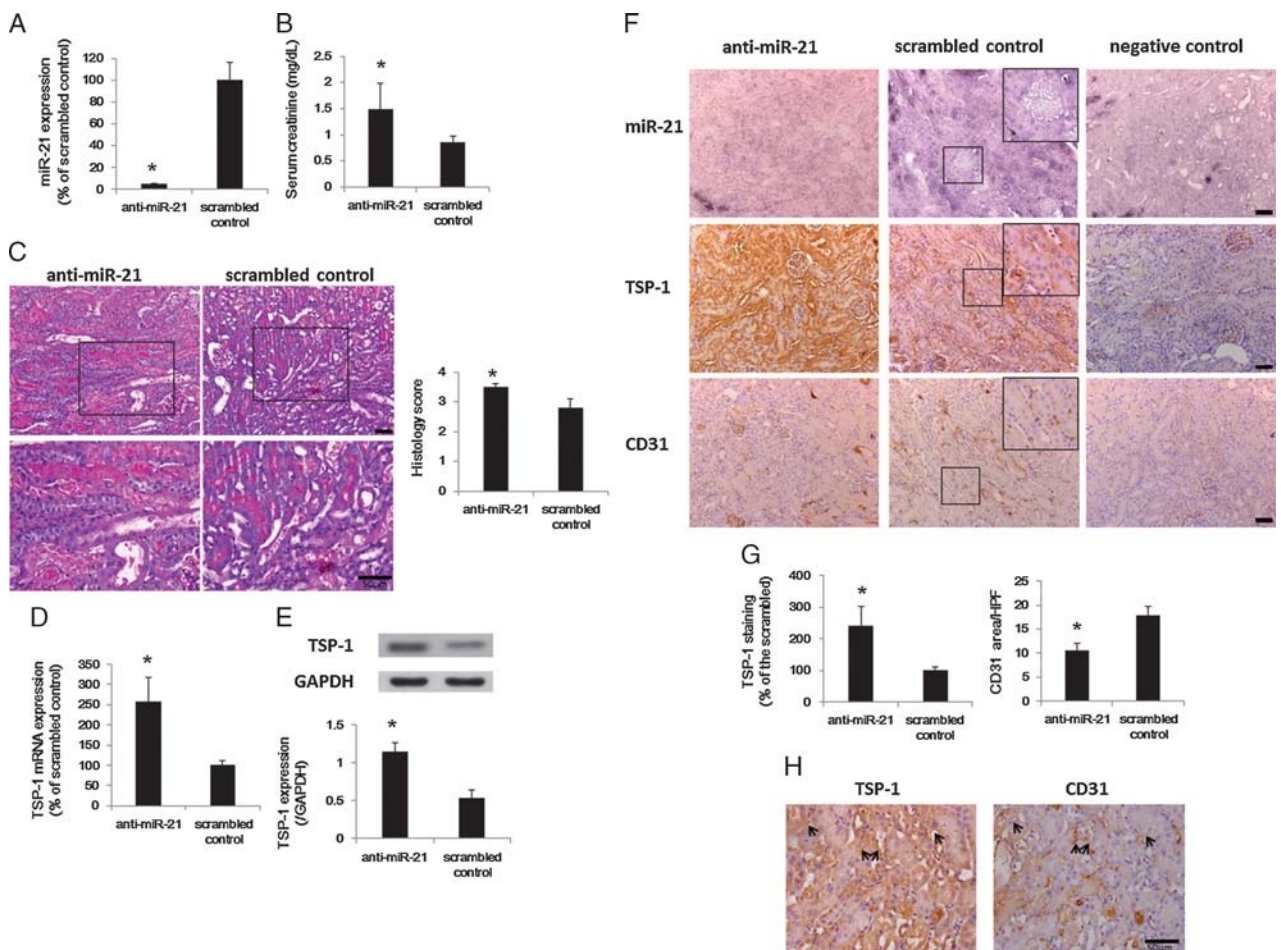 A
miR-21 expression
(% of scrambled control)
120
100
80
60
40
20
0
*
anti-miR-21
scrambled
control
B
Serum creatinine (mg/dL)
2.5
2
1.5
1
0.5
0
*
anti-miR-21
scrambled
control
C
anti-miR-21
scrambled control
Histology score
4
3
2
1
0
*
anti-miR-21
scrambled
control
D
TSP-1 mRNA expression
(% of scrambled control)
350
300
250
200
150
100
50
0
*
anti-miR-21
scrambled
control
E
TSP-1
GAPDH
TSP-1 expression
(/GAPDH)
1.5
1
0.5
0
*
anti-miR-21
scrambled
control
F
anti-miR-21
scrambled control
negative control
miR-21
TSP-1
CD31
G
TSP-1 staining
(% of the scrambled)
400
300
200
100
0
*
anti-miR-21
scrambled
control
CD31 area/HPF
25
20
15
10
5
0
*
anti-miR-21
scrambled
control
H
TSP-1
CD31